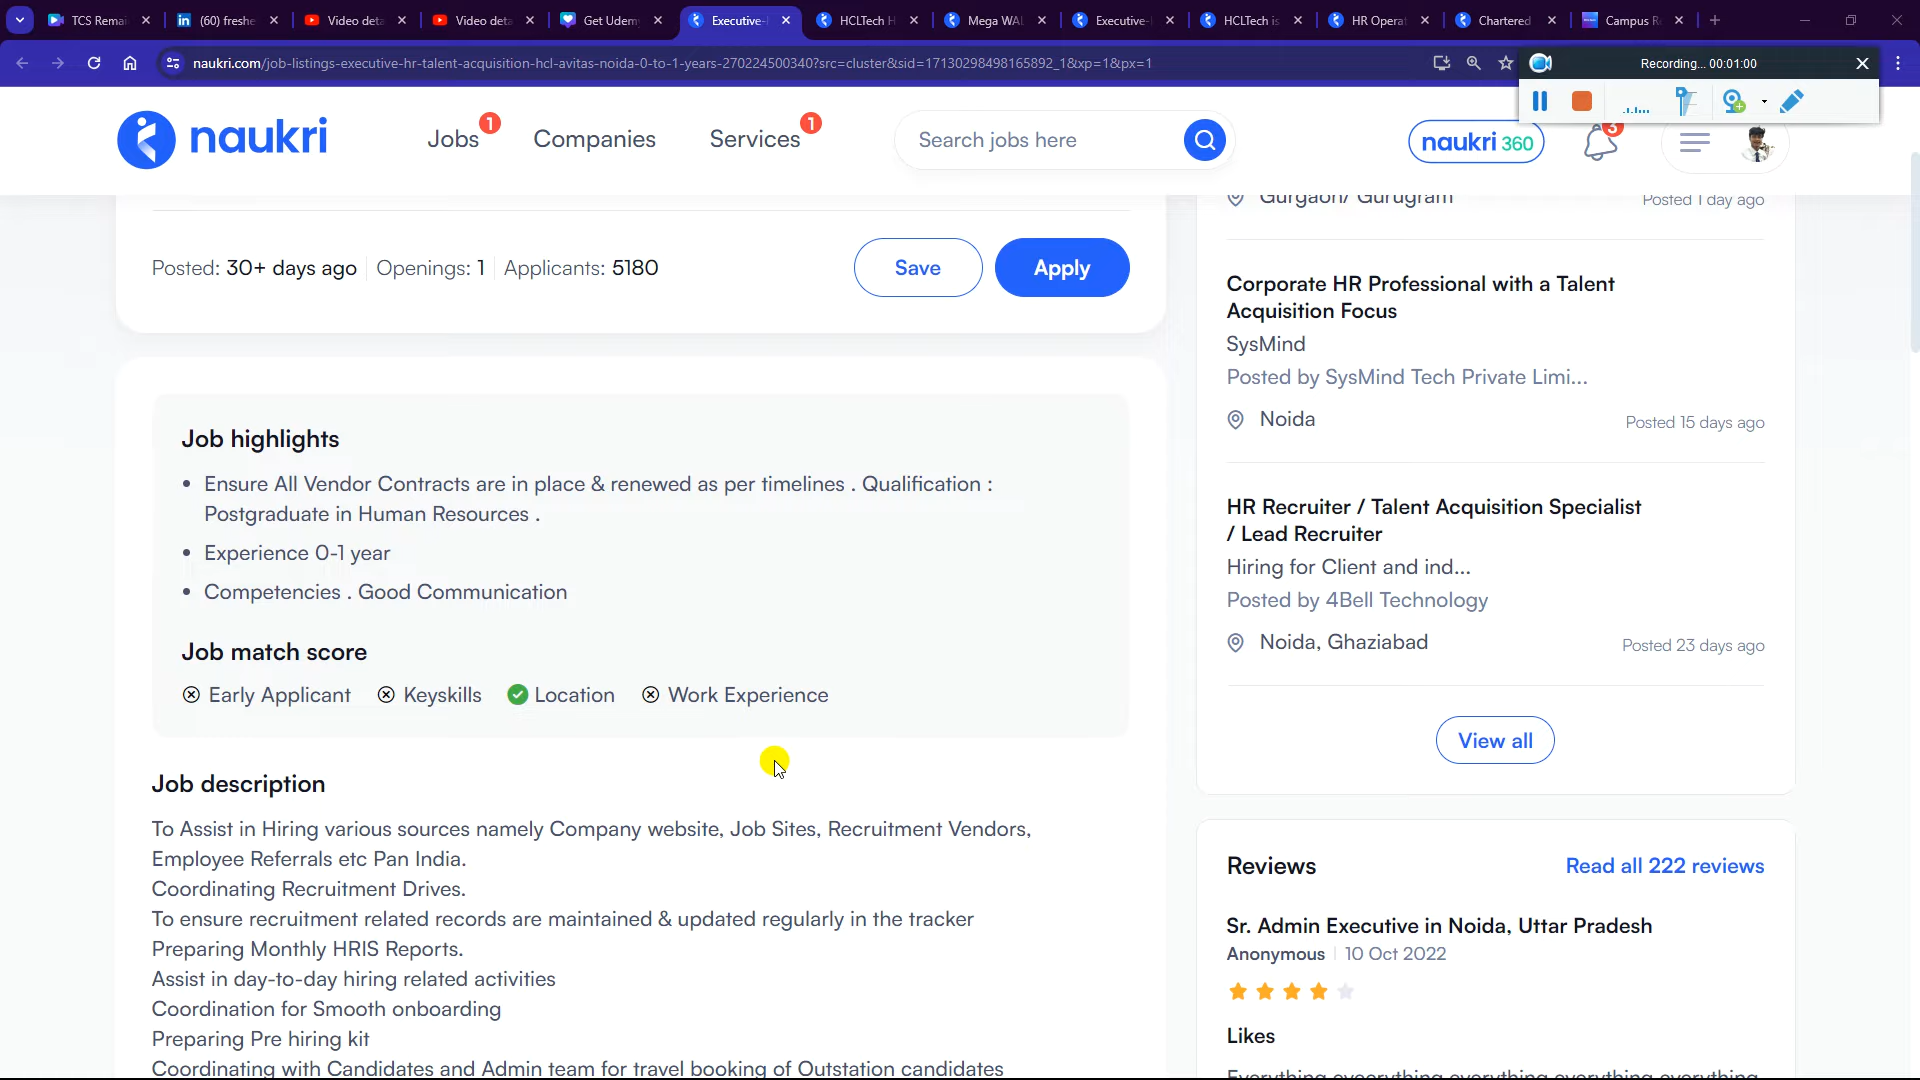 TCS Remai
(60) freshe
Video deta
Video deta
Get Udem
Executive-
HCLTech H
Mega WAL
Executive-
HCLTech is
HR Opera
Chartered
Campus R
naukri.com/job-listings-executive-hr-talent-acquisition-hcl-avitas-noida-0-to-1-years-270224500340?src=cluster&sid=17130298498165892_1&xp=1&px=1
Recording... 00:01:00
naukri
Jobs 1
Companies
Services 1
Search jobs here
naukri 360
3
Posted: 30+ days ago
Openings: 1
Applicants: 5180
Save
Apply
Job highlights
• Ensure All Vendor Contracts are in place & renewed as per timelines . Qualification :
Postgraduate in Human Resources .
• Experience 0-1 year
• Competencies . Good Communication
Job match score
Early Applicant
Keyskills
Location
Work Experience
Job description
To Assist in Hiring various sources namely Company website, Job Sites, Recruitment Vendors,
Employee Referrals etc Pan India.
Coordinating Recruitment Drives.
To ensure recruitment related records are maintained & updated regularly in the tracker
Preparing Monthly HRIS Reports.
Assist in day-to-day hiring related activities
Coordination for Smooth onboarding
Preparing Pre hiring kit
Coordinating with Candidates and Admin team for travel booking of Outstation candidates
Gurgaon/ Gurugram
Posted 1 day ago
Corporate HR Professional with a Talent
Acquisition Focus
SysMind
Posted by SysMind Tech Private Limi...
Noida
Posted 15 days ago
HR Recruiter / Talent Acquisition Specialist
/ Lead Recruiter
Hiring for Client and ind...
Posted by 4Bell Technology
Noida, Ghaziabad
Posted 23 days ago
View all
Reviews
Read all 222 reviews
Sr. Admin Executive in Noida, Uttar Pradesh
Anonymous
10 Oct 2022
Likes